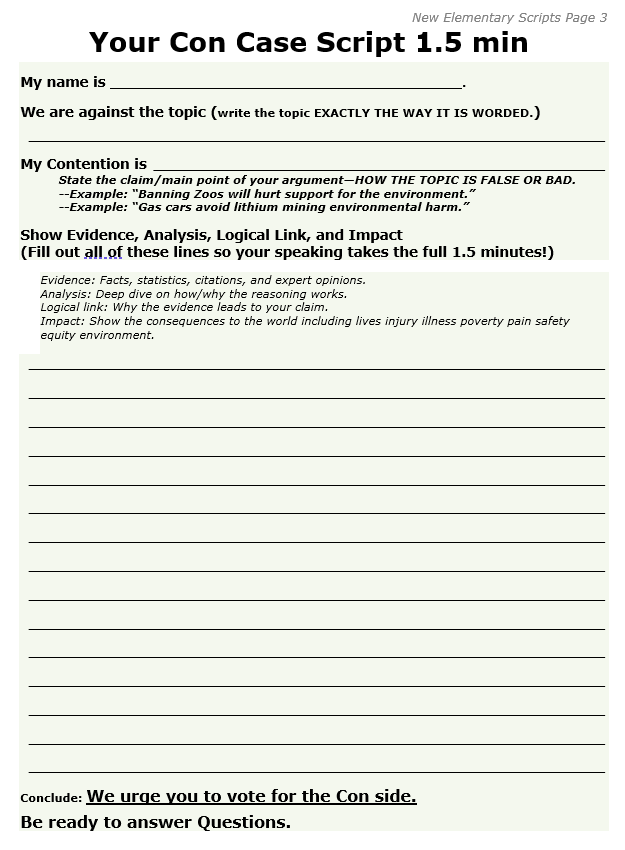 New Elementary Scripts Page 3
Your Con Case Script 1.5 min
My name is ______________________________.
We are against the topic (write the topic EXACTLY THE WAY IT IS WORDED.)
My Contention is ______________________________
State the claim/main point of your argument—HOW THE TOPIC IS FALSE OR BAD.
--Example: “Banning Zoos will hurt support for the environment.”
--Example: “Gas cars avoid lithium mining environmental harm.”
Show Evidence, Analysis, Logical Link, and Impact
(Fill out all of these lines so your speaking takes the full 1.5 minutes!)
Evidence: Facts, statistics, citations, and expert opinions.
Analysis: Deep dive on how/why the reasoning works.
Logical link: Why the evidence leads to your claim.
Impact: Show the consequences to the world including lives injury illness poverty pain safety
equity environment.
Conclude: We urge you to vote for the Con side.
Be ready to answer Questions.